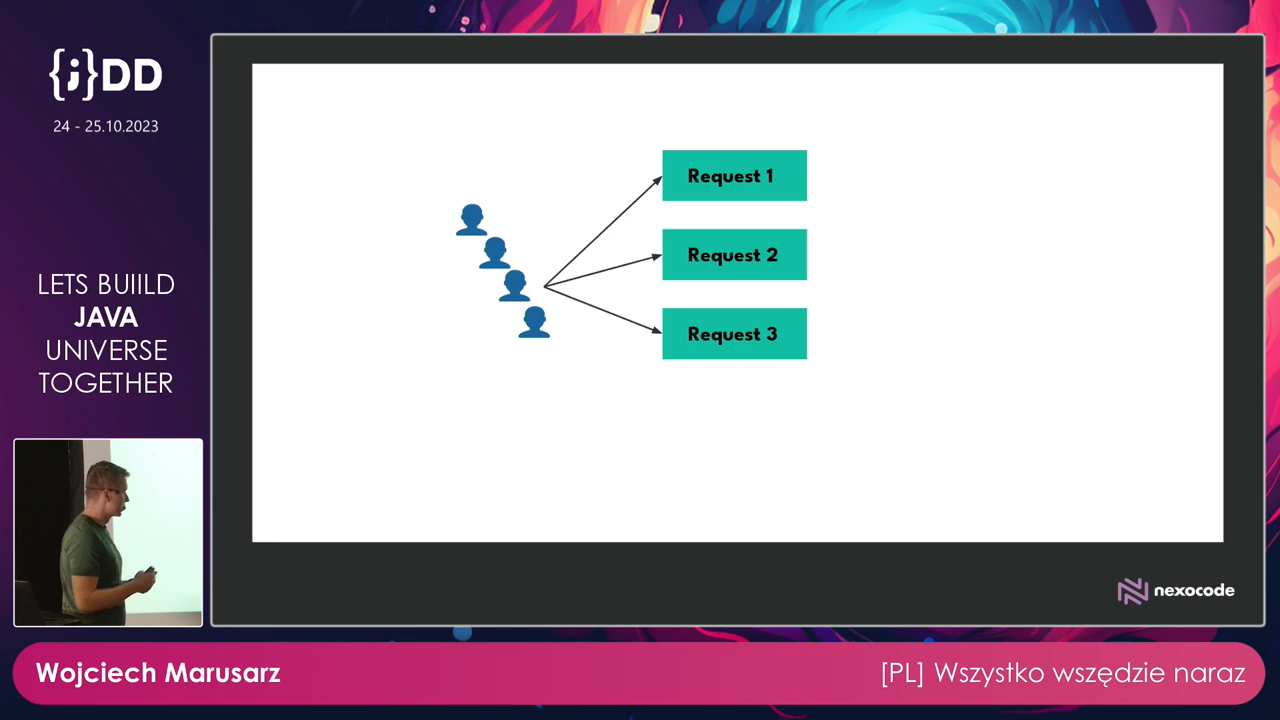 {j}DD
24 - 25.10.2023
LETS BUIILD
JAVA
UNIVERSE
TOGETHER
Request 1
Request 2
Request 3
nexocode
Wojciech Marusarz
[PL] Wszystko wszędzie naraz